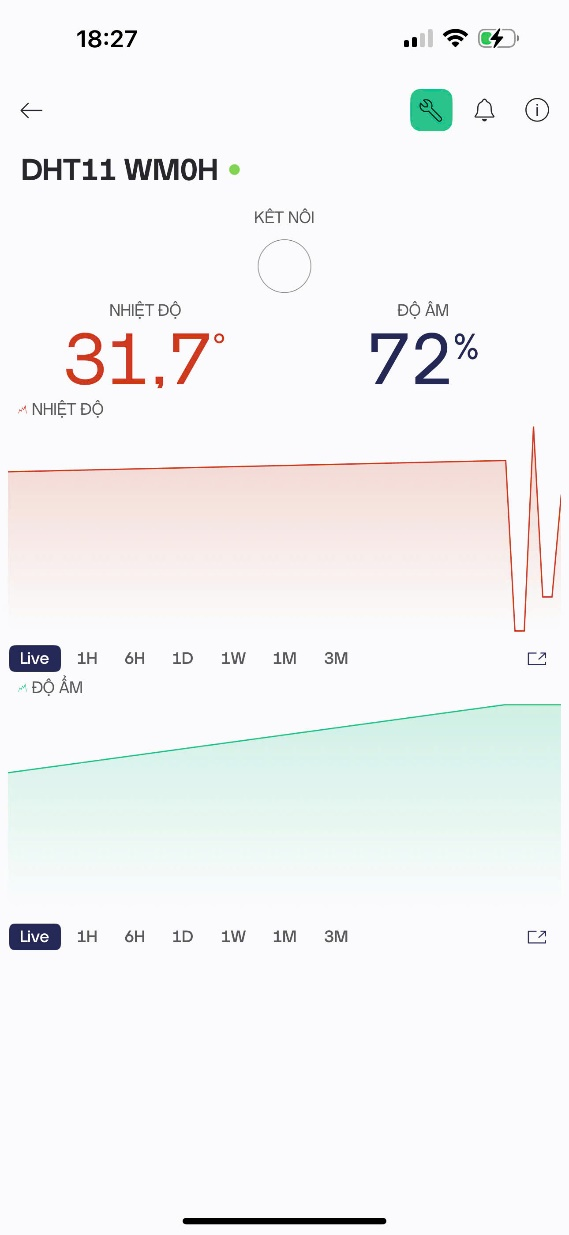 18:27
DHT11 WM0H
KẾT NỐI
NHIỆT ĐỘ ĐỘ ẨM
31,7° 72%
NHIỆT ĐỘ
Live 1H 6H 1D 1W 1M 3M
ĐỘ ẨM
Live 1H 6H 1D 1W 1M 3M